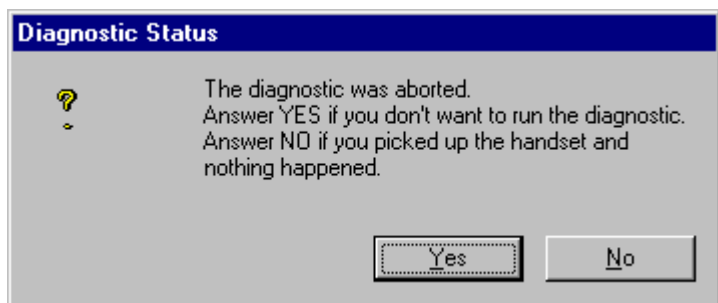 Diagnostic Status
The diagnostic was aborted.
Answer YES if you don't want to run the diagnostic.
Answer NO if you picked up the handset and
nothing happened.
Yes
No